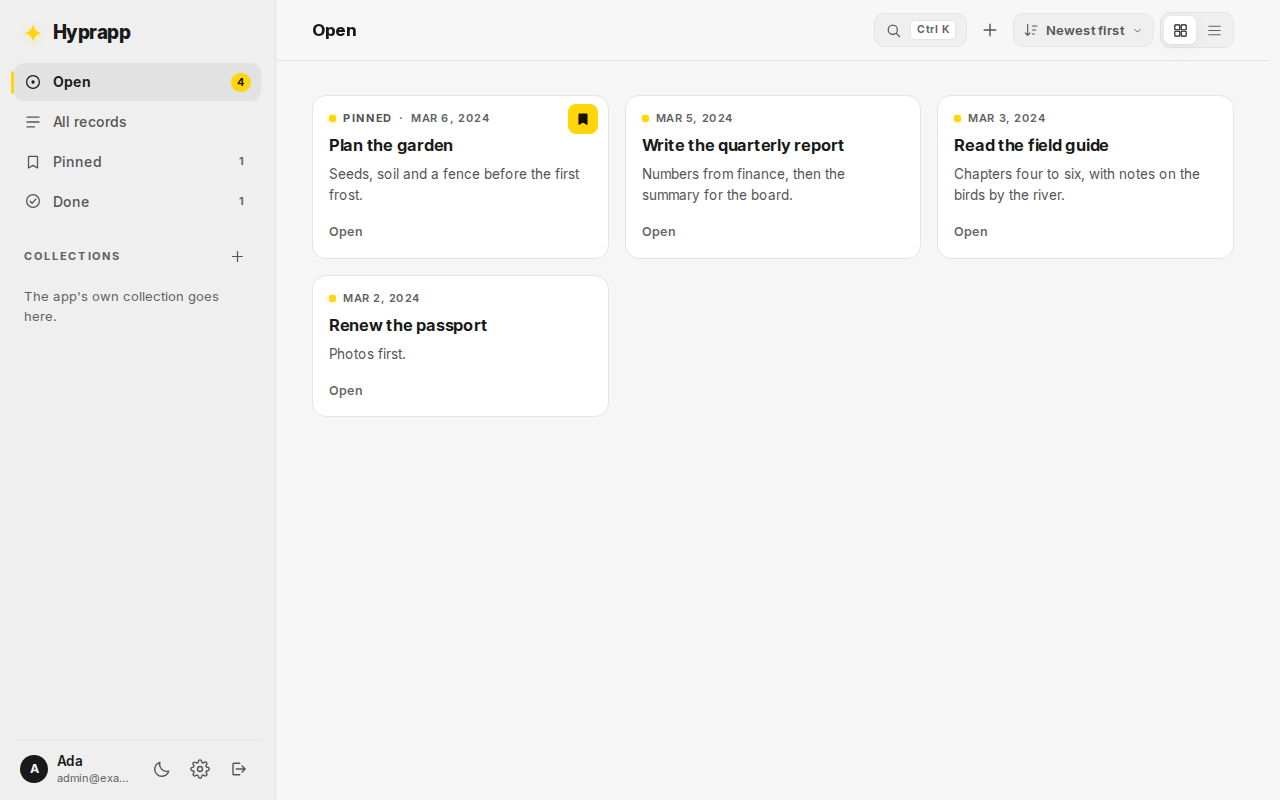 Hyprapp
Open
4
All records
Pinned
1
Done
1
COLLECTIONS
The app's own collection goes
here.
A
Ada
admin@exa...
Open
Ctrl K
Newest first
PINNED · MAR 6, 2024
Plan the garden
Seeds, soil and a fence before the first
frost.
Open
MAR 5, 2024
Write the quarterly report
Numbers from finance, then the
summary for the board.
Open
MAR 3, 2024
Read the field guide
Chapters four to six, with notes on the
birds by the river.
Open
MAR 2, 2024
Renew the passport
Photos first.
Open